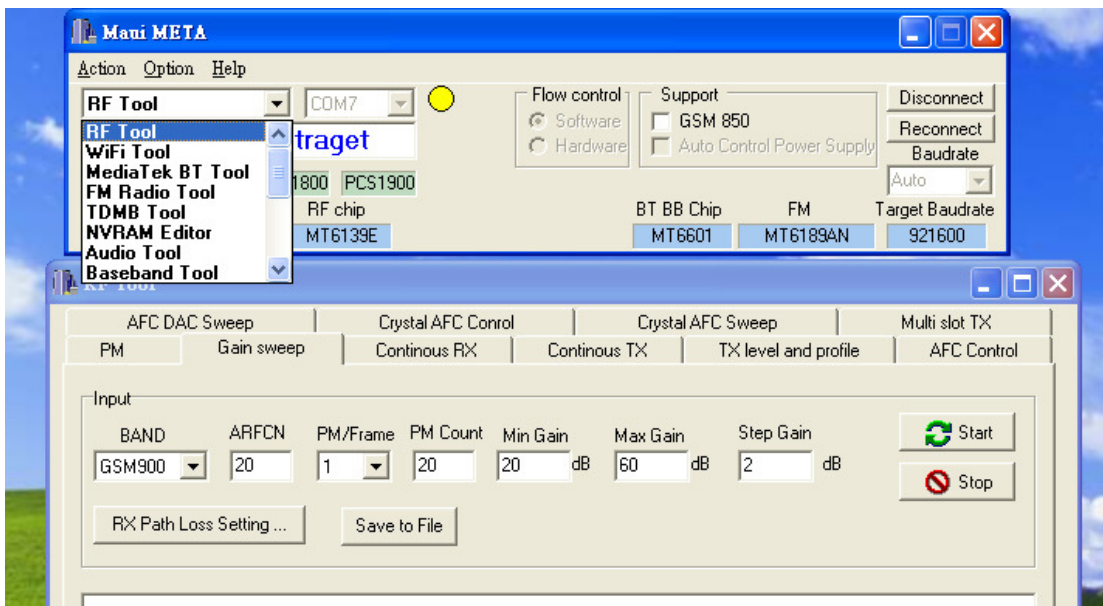 Maui META
Action Option Help
RF Tool COM7 Flow control Support Disconnect
Software GSM 850
RF Tool traget Hardware Auto Control Power Supply Reconnect
WiFi Tool Baudrate
MediaTek BT Tool Auto
FM Radio Tool 1800 PCS1900
TDMB Tool RF chip BT BB Chip FM Target Baudrate
NVRAM Editor MT6139E MT6601 MT6189AN 921600
Audio Tool
Baseband Tool
RF Tool
AFC DAC Sweep Crystal AFC Conrol Crystal AFC Sweep Multi slot TX
PM Gain sweep Continous RX Continous TX TX level and profile AFC Control
Input
BAND ARFCN PM/Frame PM Count Min Gain Max Gain Step Gain Start
GSM900 20 1 20 20 dB 60 dB 2 dB
Stop
RX Path Loss Setting ... Save to File